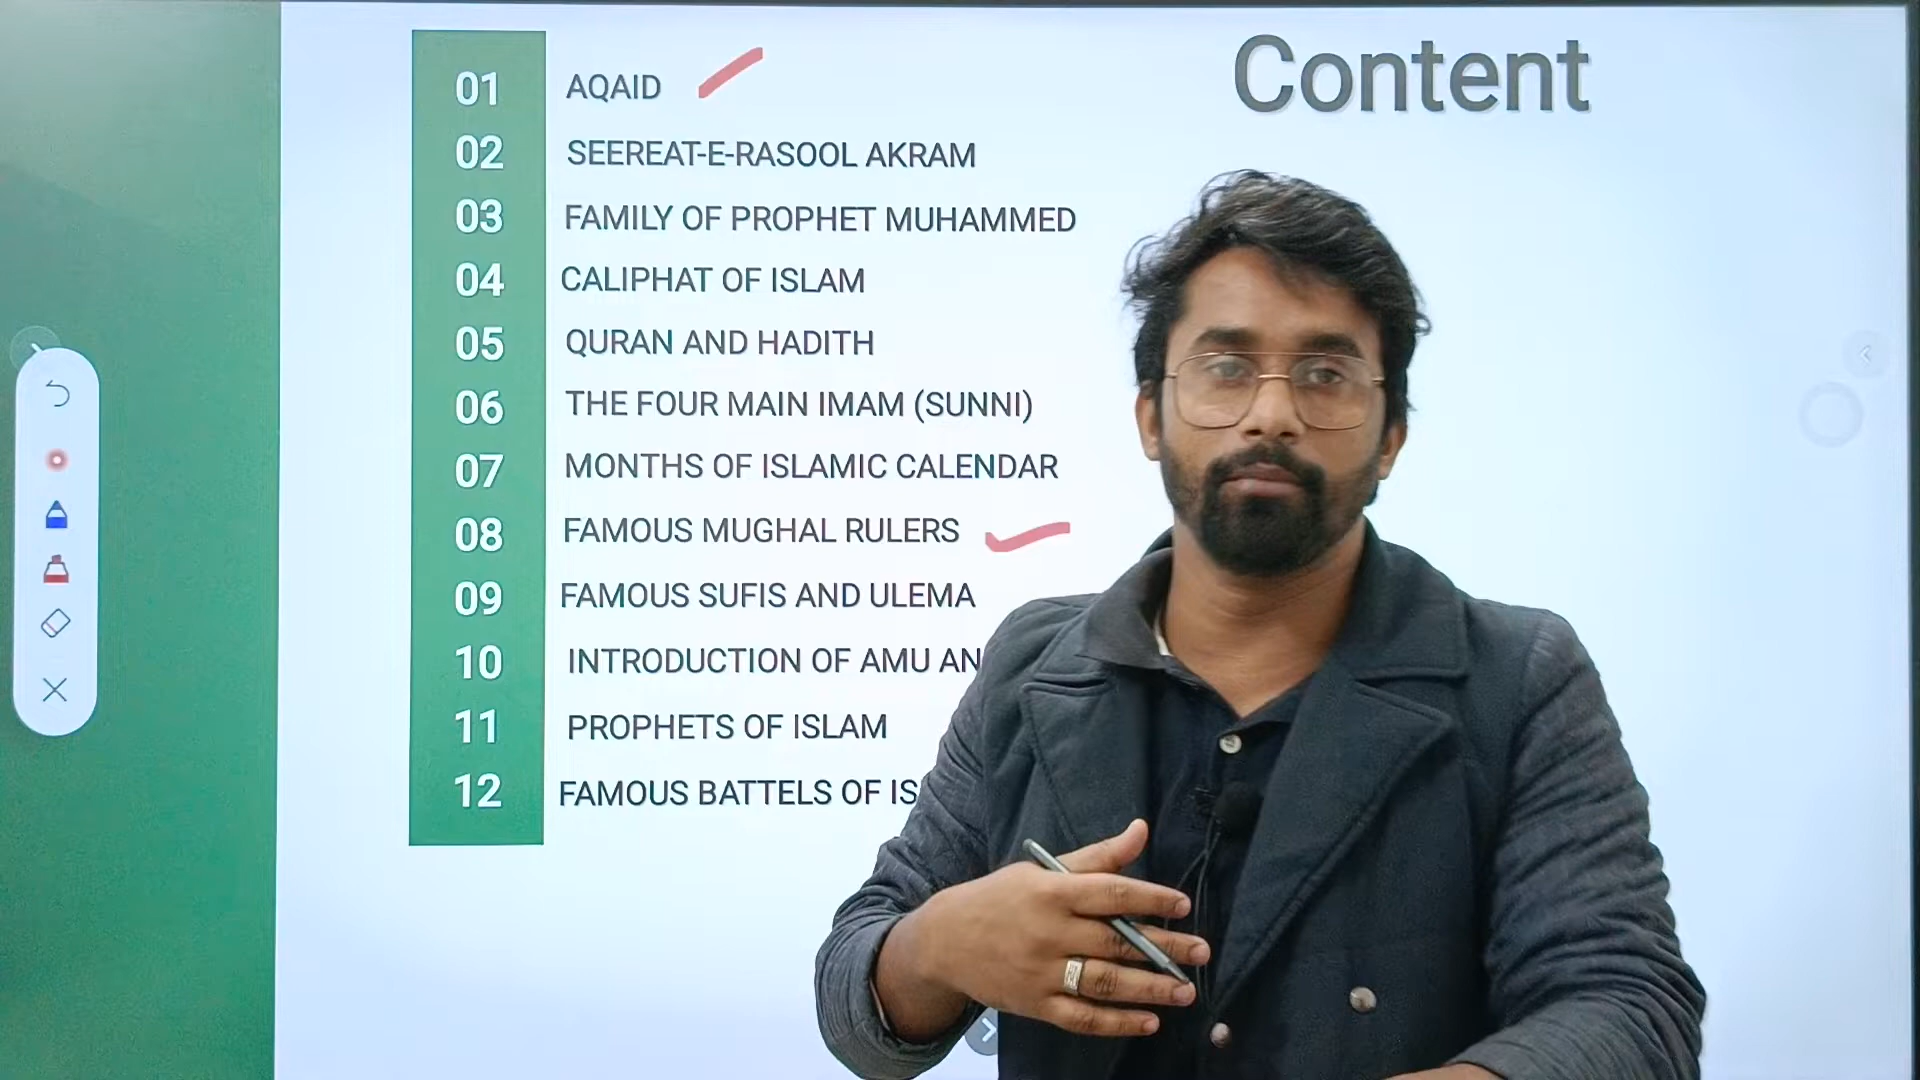 Content
01 AQAID
02 SEEREAT-E-RASOOL AKRAM
03 FAMILY OF PROPHET MUHAMMED
04 CALIPHAT OF ISLAM
05 QURAN AND HADITH
06 THE FOUR MAIN IMAM (SUNNI)
07 MONTHS OF ISLAMIC CALENDAR
08 FAMOUS MUGHAL RULERS
09 FAMOUS SUFIS AND ULEMA
10 INTRODUCTION OF AMU AN
11 PROPHETS OF ISLAM
12 FAMOUS BATTELS OF IS